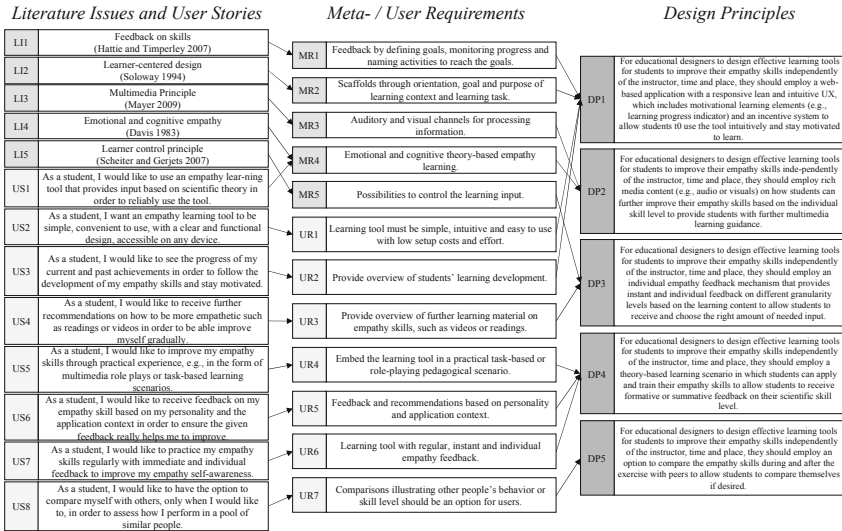 Literature Issues and User Stories
LI1
Feedback on skills
(Hattie and Timperley 2007)
LI2
Learner-centered design
(Soloway 1994)
LI3
Multimedia Principle
(Mayer 2009)
LI4
Emotional and cognitive empathy
(Davis 1983)
LI5
Learner control principle
(Scheiter and Gerjets 2007)
US1
As a student, I would like to use an empathy lear-ning
tool that provides input based on scientific theory in
order to reliably use the tool.
US2
As a student, I want an empathy learning tool to be
simple, convenient to use, with a clear and functional
design, accessible on any device.
US3
As a student, I would like to see the progress of my
current and past achievements in order to follow the
development of my empathy skills and stay motivated.
US4
As a student, I would like to receive further
recommendations on how to be more empathetic such
as readings or videos in order to be able improve
myself gradually.
US5
As a student, I would like to improve my empathy
skills through practical experience, e.g., in the form of
multimedia role plays or task-based learning
scenarios.
US6
As a student, I would like to receive feedback on my
empathy skill based on my personality and the
application context in order to ensure the given
feedback really helps me to improve.
US7
As a student, I would like to practice my empathy
skills regularly with immediate and individual
feedback to improve my empathy self-awareness.
US8
As a student, I would like to have the option to
compare myself with others, only when I would like
to, in order to assess how I perform in a pool of
similar people.
Meta- / User Requirements
MR1
Feedback by defining goals, monitoring progress and
naming activities to reach the goals.
MR2
Scaffolds through orientation, goal and purpose of
learning context and learning task.
MR3
Auditory and visual channels for processing
information.
MR4
Emotional and cognitive theory-based empathy
learning.
MR5
Possibilities to control the learning input.
UR1
Learning tool must be simple, intuitive and easy to use
with low setup costs and effort.
UR2
Provide overview of students' learning development.
UR3
Provide overview of further learning material on
empathy skills, such as videos or readings.
UR4
Embed the learning tool in a practical task-based or
role-playing pedagogical scenario.
UR5
Feedback and recommendations based on personality
and application context.
UR6
Learning tool with regular, instant and individual
empathy feedback.
UR7
Comparisons illustrating other people's behavior or
skill level should be an option for users.
Design Principles
DP1
For educational designers to design effective learning tools
for students to improve their empathy skills independently
of the instructor, time and place, they should employ a web-
based application with a responsive lean and intuitive UX,
which includes motivational learning elements (e.g.,
learning progress indicator) and an incentive system to
allow students t0 use the tool intuitively and stay motivated
to learn.
DP2
For educational designers to design effective learning tools
for students to improve their empathy skills inde-pendently
of the instructor, time and place, they should employ rich
media content (e.g., audio or visuals) on how students can
further improve their empathy skills based on the individual
skill level to provide students with further multimedia
learning guidance.
DP3
For educational designers to design effective learning tools
for students to improve their empathy skills inde-pendently
of the instructor, time and place, they should employ an
individual empathy feedback mechanism that provides
instant and individual feedback on different granularity
levels based on the learning content to allow students to
receive and choose the right amount of needed input.
DP4
For educational designers to design effective learning tools
for students to improve their empathy skills independently
of the instructor, time and place, they should employ a
theory-based learning scenario in which students can apply
and train their empathy skills to allow students to receive
formative or summative feedback on their scientific skill
level.
DP5
For educational designers to design effective learning tools
for students to improve their empathy skills independently
of the instructor, time and place, they should employ an
option to compare the empathy skills during and after the
exercise with peers to allow students to compare themselves
if desired.